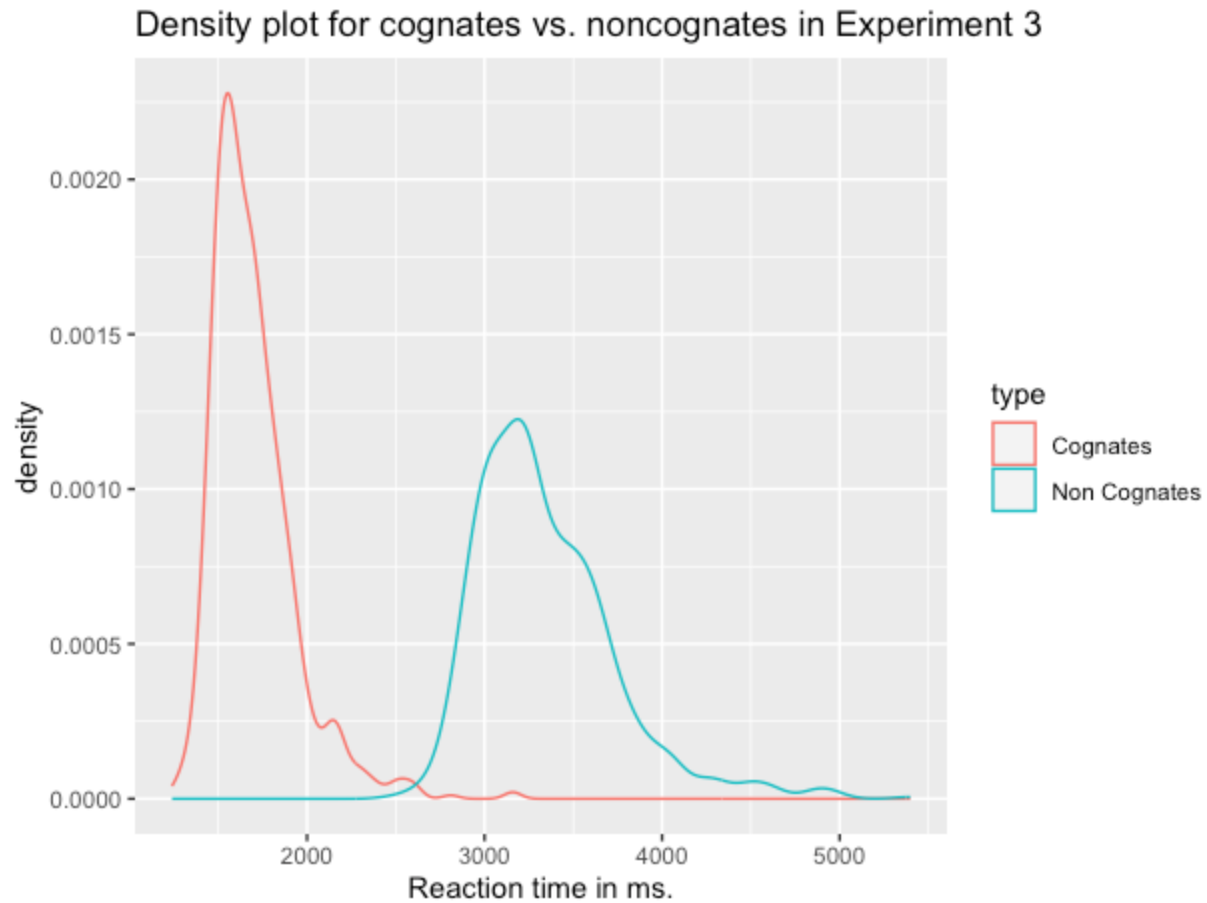 Density plot for cognates vs. noncognates in Experiment 3
0.0020
0.0015
0.0010
0.0005
0.0000
density
2000 3000 4000 5000
Reaction time in ms.
type
Cognates
Non Cognates